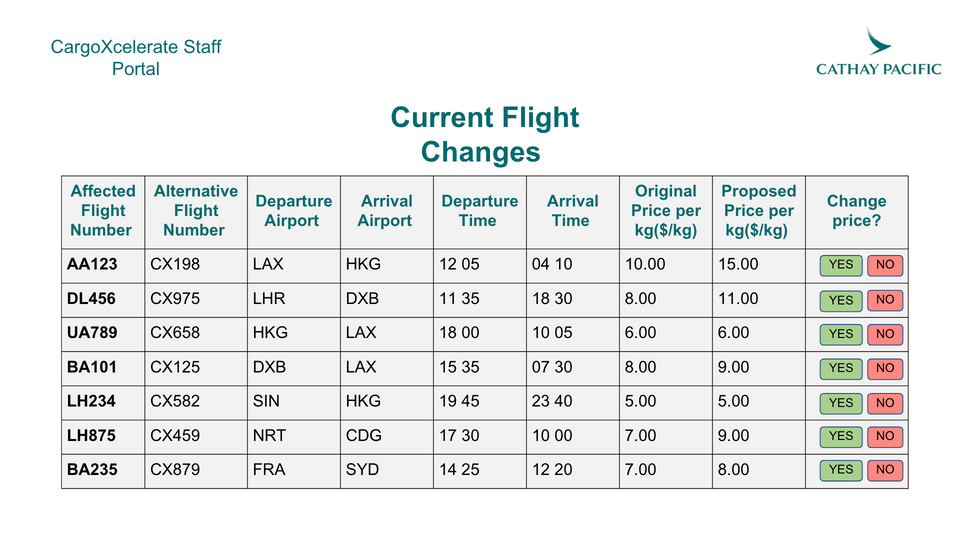 CargoXcelerate Staff
Portal
CATHAY PACIFIC
Current Flight
Changes
Affected Flight Number Alternative Flight Number Departure Airport Arrival Airport Departure Time Arrival Time Original Price per kg($/kg) Proposed Price per kg($/kg) Change price?
AA123 CX198 LAX HKG 12 05 04 10 10.00 15.00 YES NO
DL456 CX975 LHR DXB 11 35 18 30 8.00 11.00 YES NO
UA789 CX658 HKG LAX 18 00 10 05 6.00 6.00 YES NO
BA101 CX125 DXB LAX 15 35 07 30 8.00 9.00 YES NO
LH234 CX582 SIN HKG 19 45 23 40 5.00 5.00 YES NO
LH875 CX459 NRT CDG 17 30 10 00 7.00 9.00 YES NO
BA235 CX879 FRA SYD 14 25 12 20 7.00 8.00 YES NO